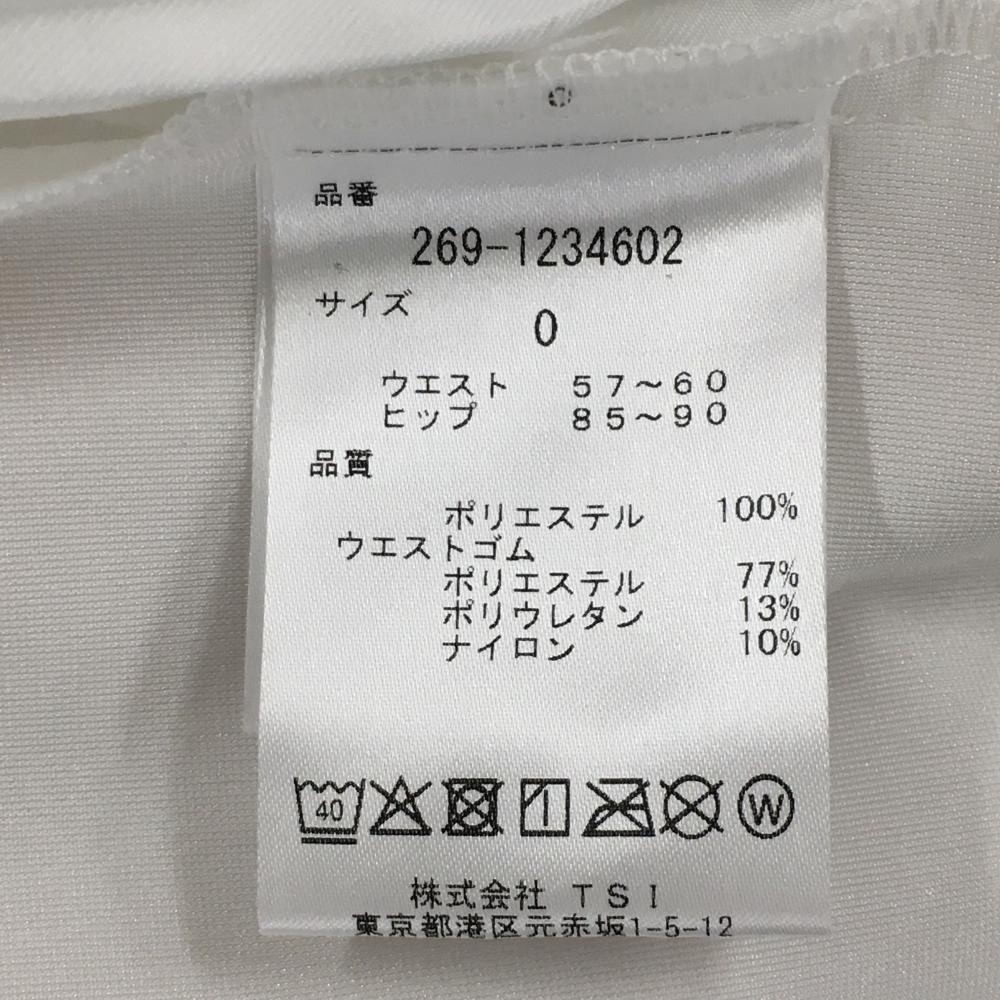 品番
269-1234602
サイズ
0
ウエスト 57～60
ヒップ 85～90
品質
ポリエステル 100%
ウエストゴム
ポリエステル 77%
ポリウレタン 13%
ナイロン 10%
40 W
株式会社 TSI
東京都港区元赤坂1-5-12